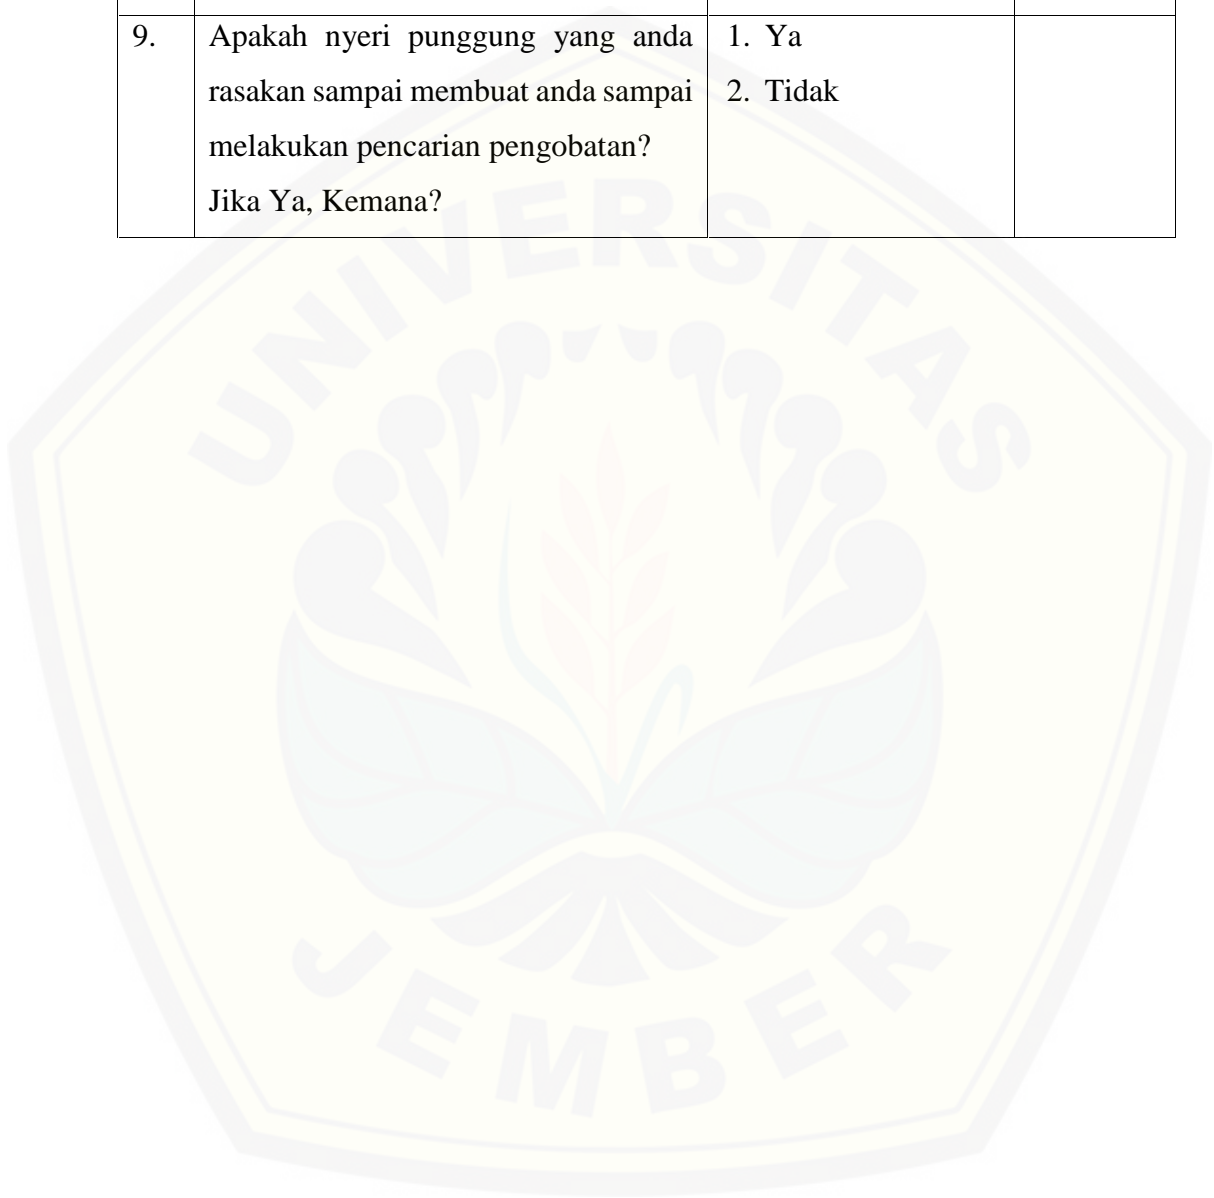 9. Apakah nyeri punggung yang anda 1. Ya
rasakan sampai membuat anda sampai 2. Tidak
melakukan pencarian pengobatan?
Jika Ya, Kemana?
UNIVERSITAS
JEMBER